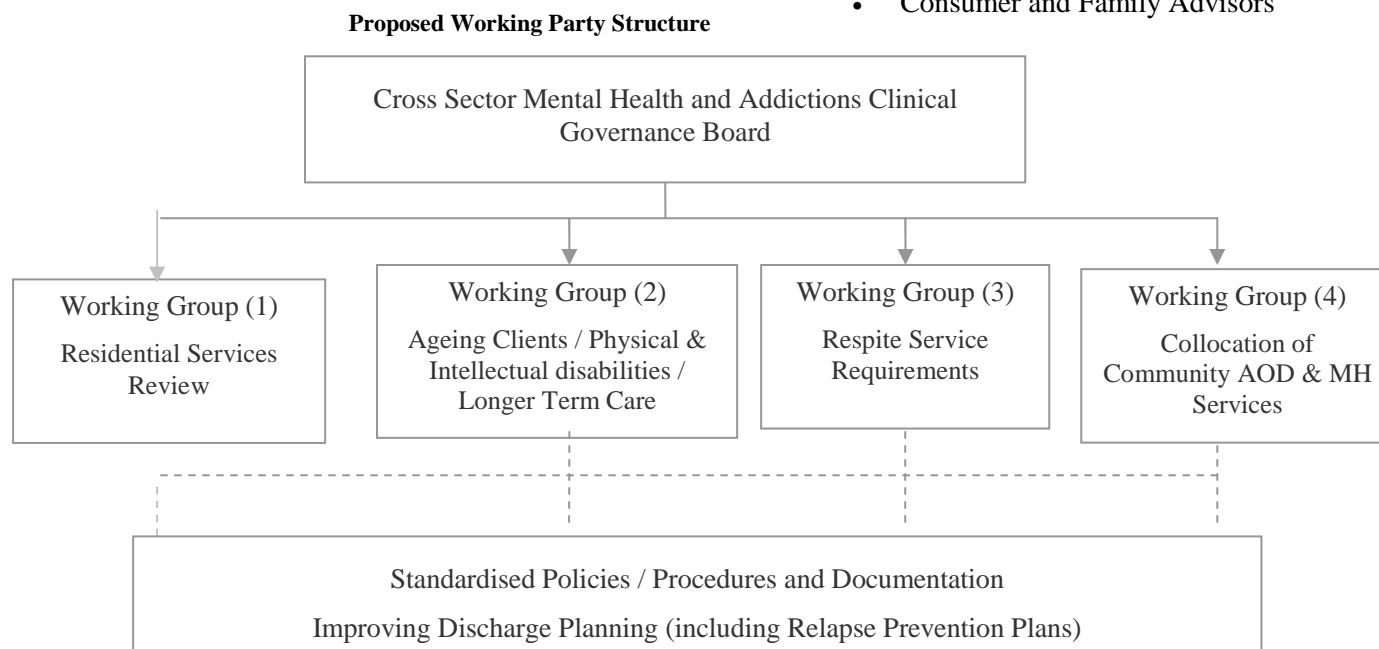 • Consumer and Family Advisors
Proposed Working Party Structure
Cross Sector Mental Health and Addictions Clinical
Governance Board
Working Group (1)
Residential Services
Review
Working Group (2)
Ageing Clients / Physical &
Intellectual disabilities /
Longer Term Care
Working Group (3)
Respite Service
Requirements
Working Group (4)
Collocation of
Community AOD & MH
Services
Standardised Policies / Procedures and Documentation
Improving Discharge Planning (including Relapse Prevention Plans)